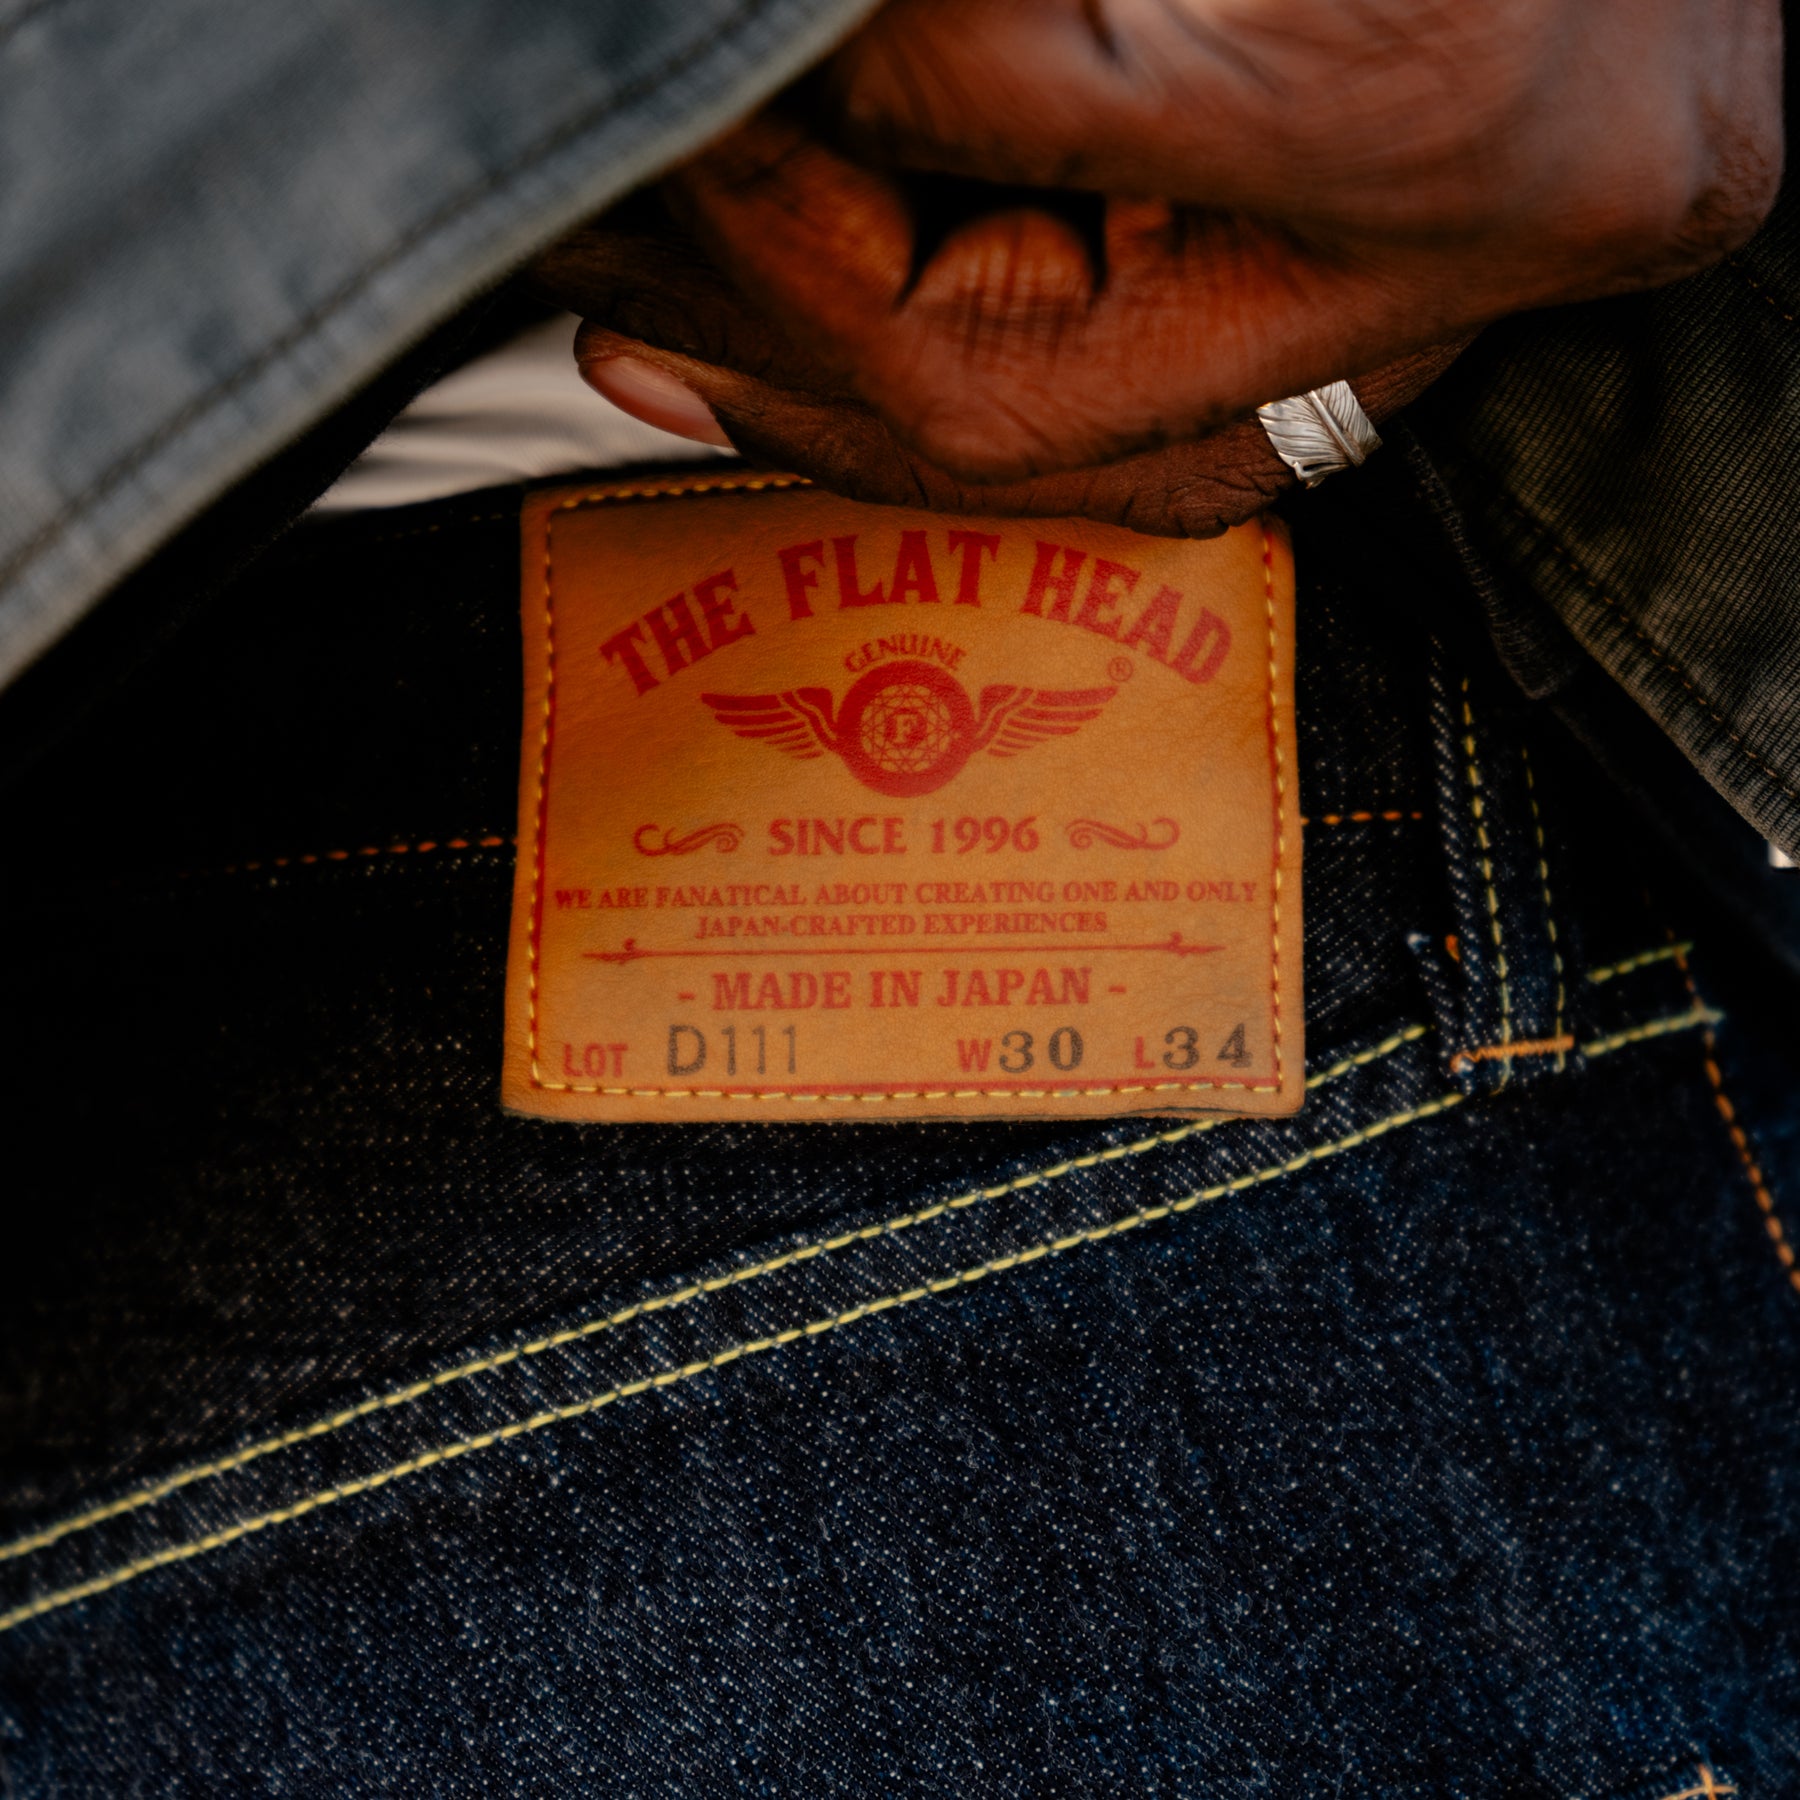 THE FLAT HEAD
GENUINE
®
F
SINCE 1996
WE ARE FANATICAL ABOUT CREATING ONE AND ONLY
JAPAN-CRAFTED EXPERIENCES
- MADE IN JAPAN -
LOT D111 W30 L34